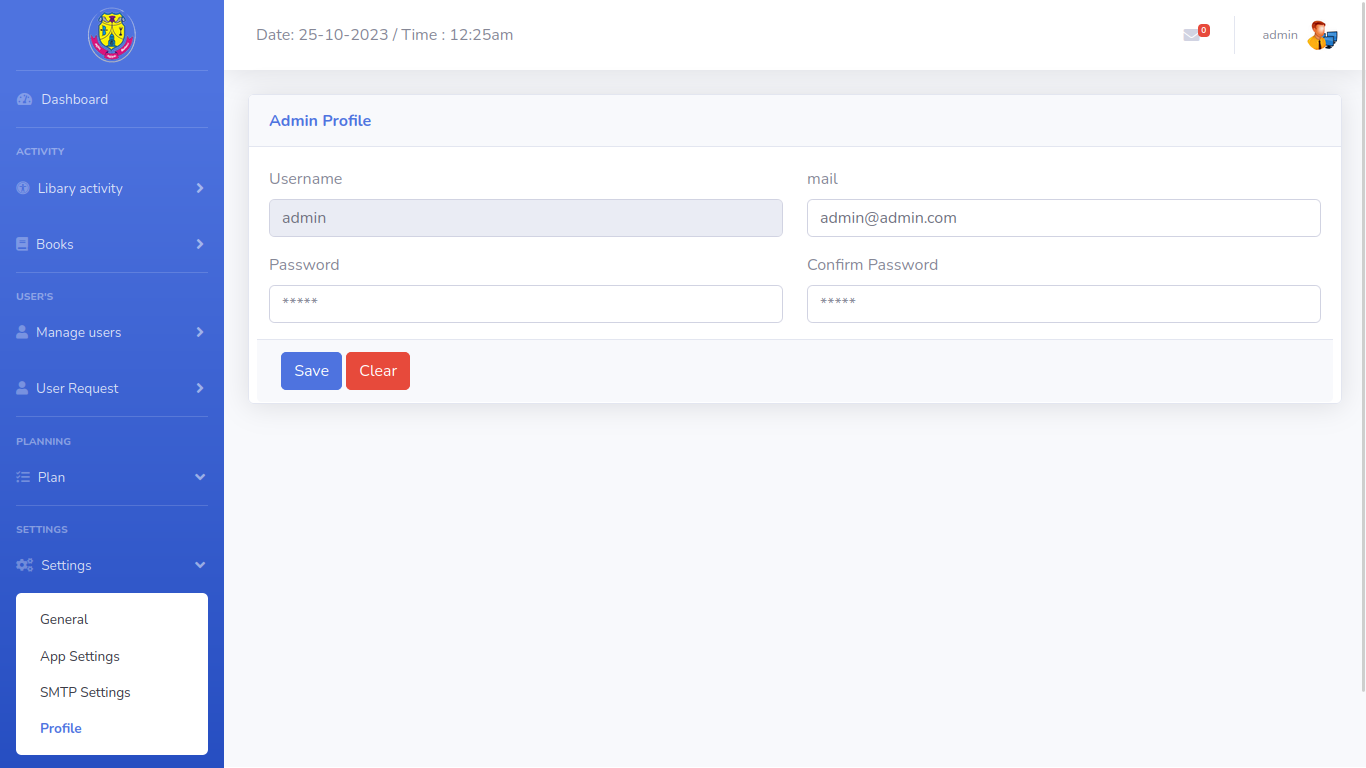 Date: 25-10-2023 / Time : 12:25am
0
admin
Dashboard
ACTIVITY
Libary activity
Books
USER'S
Manage users
User Request
PLANNING
Plan
SETTINGS
Settings
General
App Settings
SMTP Settings
Profile
Admin Profile
Username
mail
admin
admin@admin.com
Password
Confirm Password
*****
*****
Save
Clear